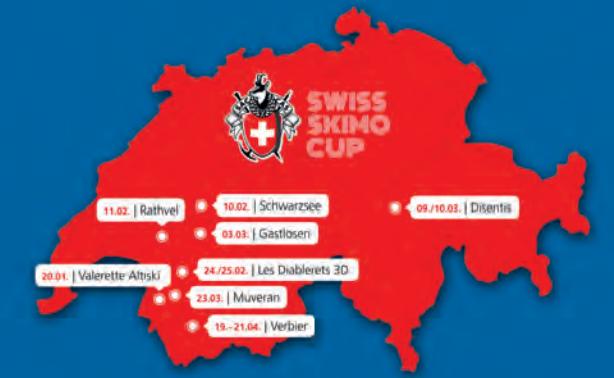 SWISS
SKIMO
CUP
11.02. | Rathvel
10.02. | Schwarzsee
09./10.03. | Disentis
03.03. | Gastlosen
20.01. | Valerette Altiski
24./25.02. | Les Diablerets 3D
23.03. | Muveran
19.-21.04. | Verbier